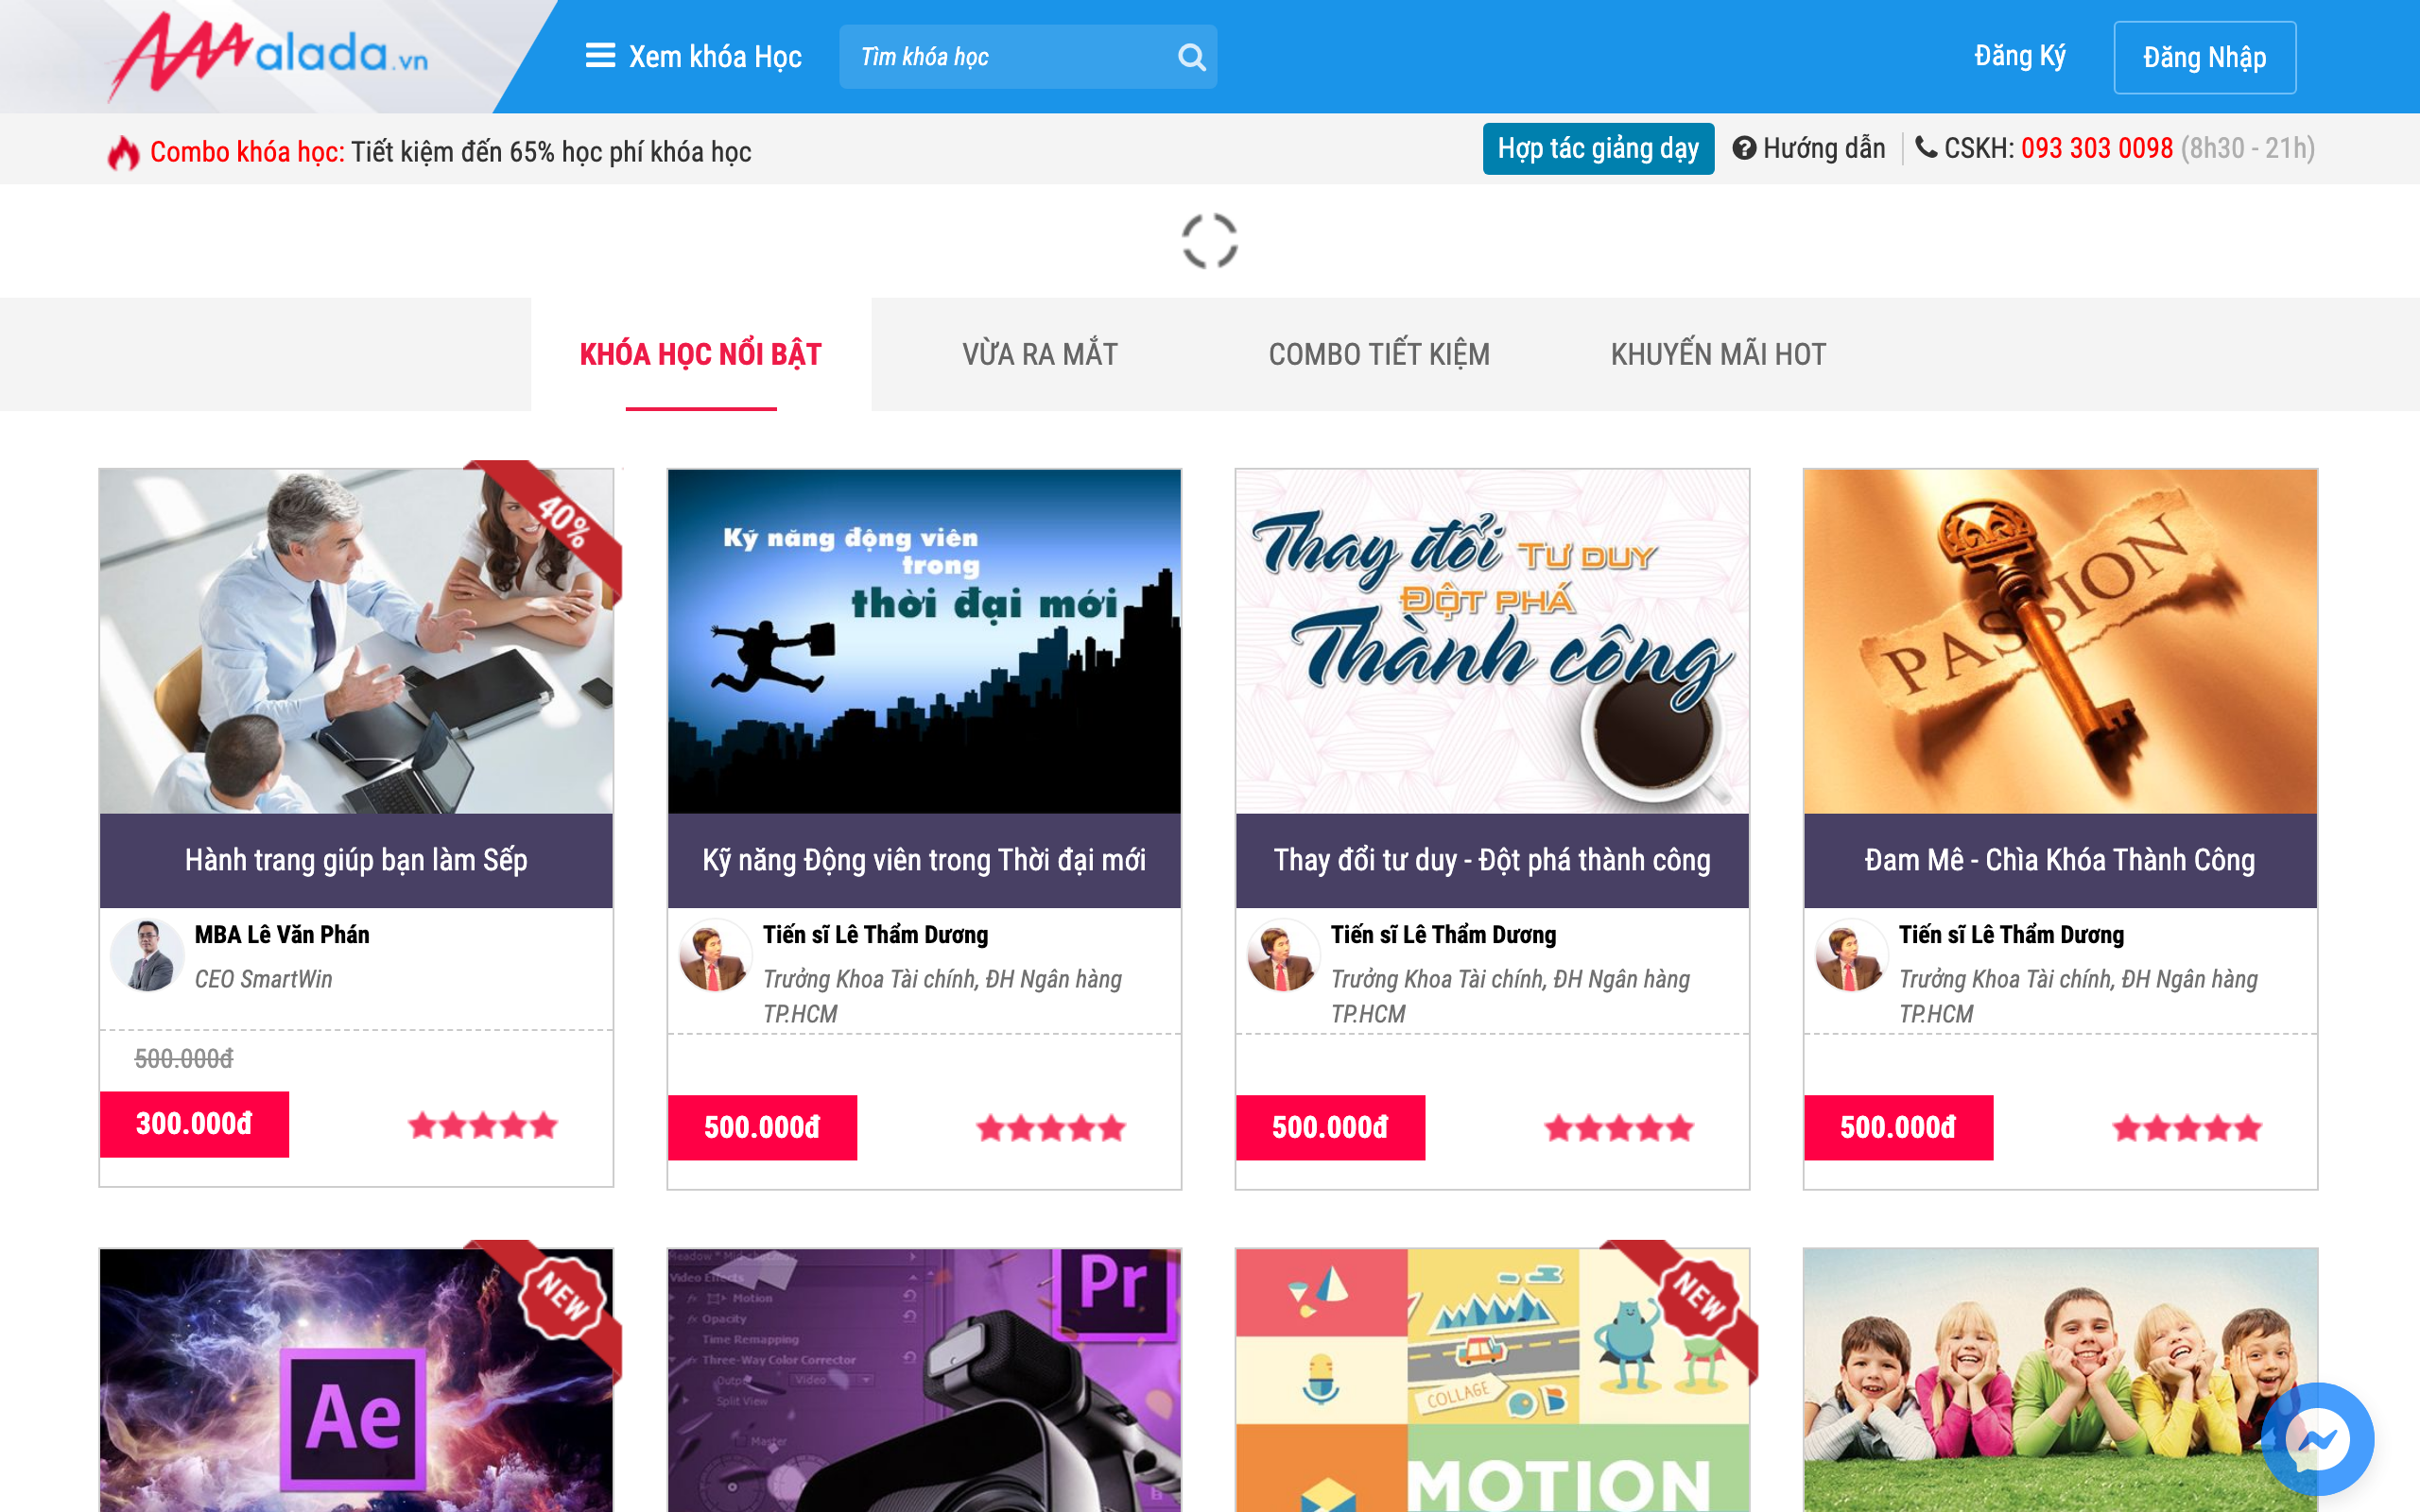 alada.vn
Xem khóa Học
Tìm khóa học
Đăng Ký
Đăng Nhập
Combo khóa học: Tiết kiệm đến 65% học phí khóa học
Hợp tác giảng dạy
Hướng dẫn
CSKH: 093 303 0098 (8h30 - 21h)
KHÓA HỌC NỔI BẬT
VỪA RA MẮT
COMBO TIẾT KIỆM
KHUYẾN MÃI HOT
40%
Kỹ năng động viên
trong
thời đại mới
Thay đổi TƯ DUY
ĐỘT PHÁ
Thành công
PASSION
Hành trang giúp bạn làm Sếp
Kỹ năng Động viên trong Thời đại mới
Thay đổi tư duy - Đột phá thành công
Đam Mê - Chìa Khóa Thành Công
MBA Lê Văn Phán
CEO SmartWin
Tiến sĩ Lê Thẩm Dương
Trưởng Khoa Tài chính, ĐH Ngân hàng
TP.HCM
Tiến sĩ Lê Thẩm Dương
Trưởng Khoa Tài chính, ĐH Ngân hàng
TP.HCM
Tiến sĩ Lê Thẩm Dương
Trưởng Khoa Tài chính, ĐH Ngân hàng
TP.HCM
500.000đ
300.000đ
500.000đ
500.000đ
500.000đ
NEW
Ae
Video Effects
Motion
Opacity
Time Remapping
Three-Way Color Corrector
Video
Split View
Master
Pr
NEW
COLLAGE
MOTION